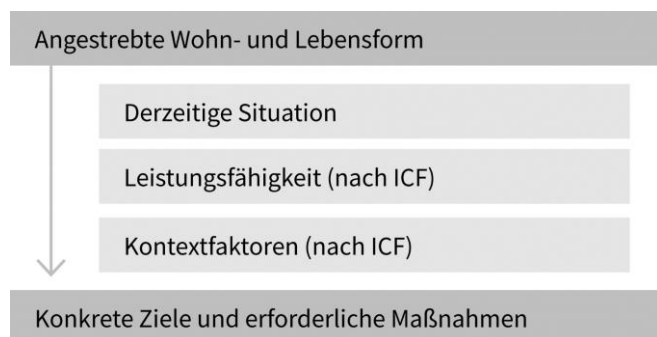 Angestrebte Wohn- und Lebensform
Derzeitige Situation
Leistungsfähigkeit (nach ICF)
Kontextfaktoren (nach ICF)
Konkrete Ziele und erforderliche Maßnahmen